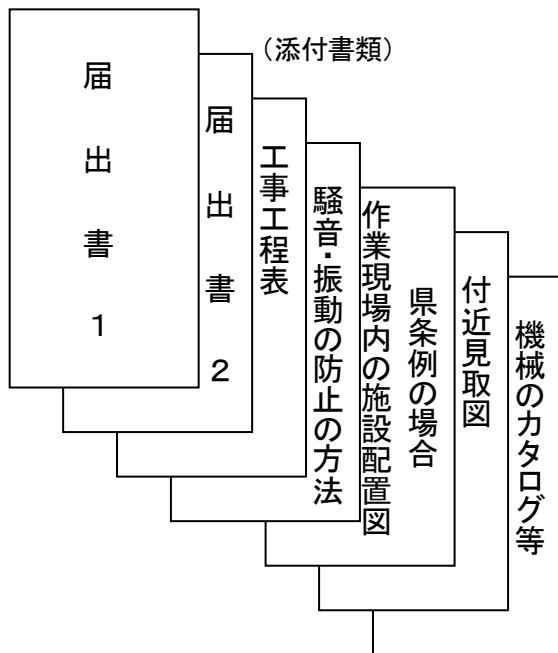 届出書１
（添付書類）
届出書２
工事工程表
騒音・振動の防止の方法
県条例の場合
作業現場内の施設配置図
付近見取図
機械のカタログ等